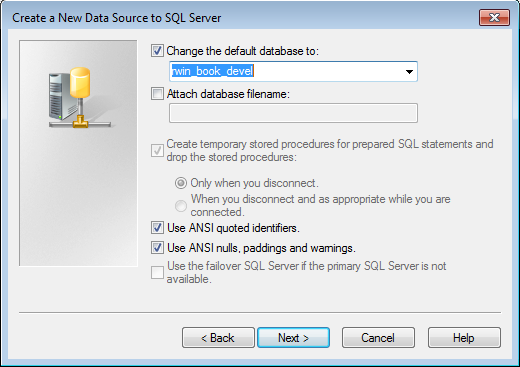 Create a New Data Source to SQL Server
Change the default database to:
rwin_book_devel
Attach database filename:
Create temporary stored procedures for prepared SQL statements and
drop the stored procedures:
Only when you disconnect.
When you disconnect and as appropriate while you are
connected.
Use ANSI quoted identifiers.
Use ANSI nulls, paddings and warnings.
Use the failover SQL Server if the primary SQL Server is not
available.
< Back Next > Cancel Help